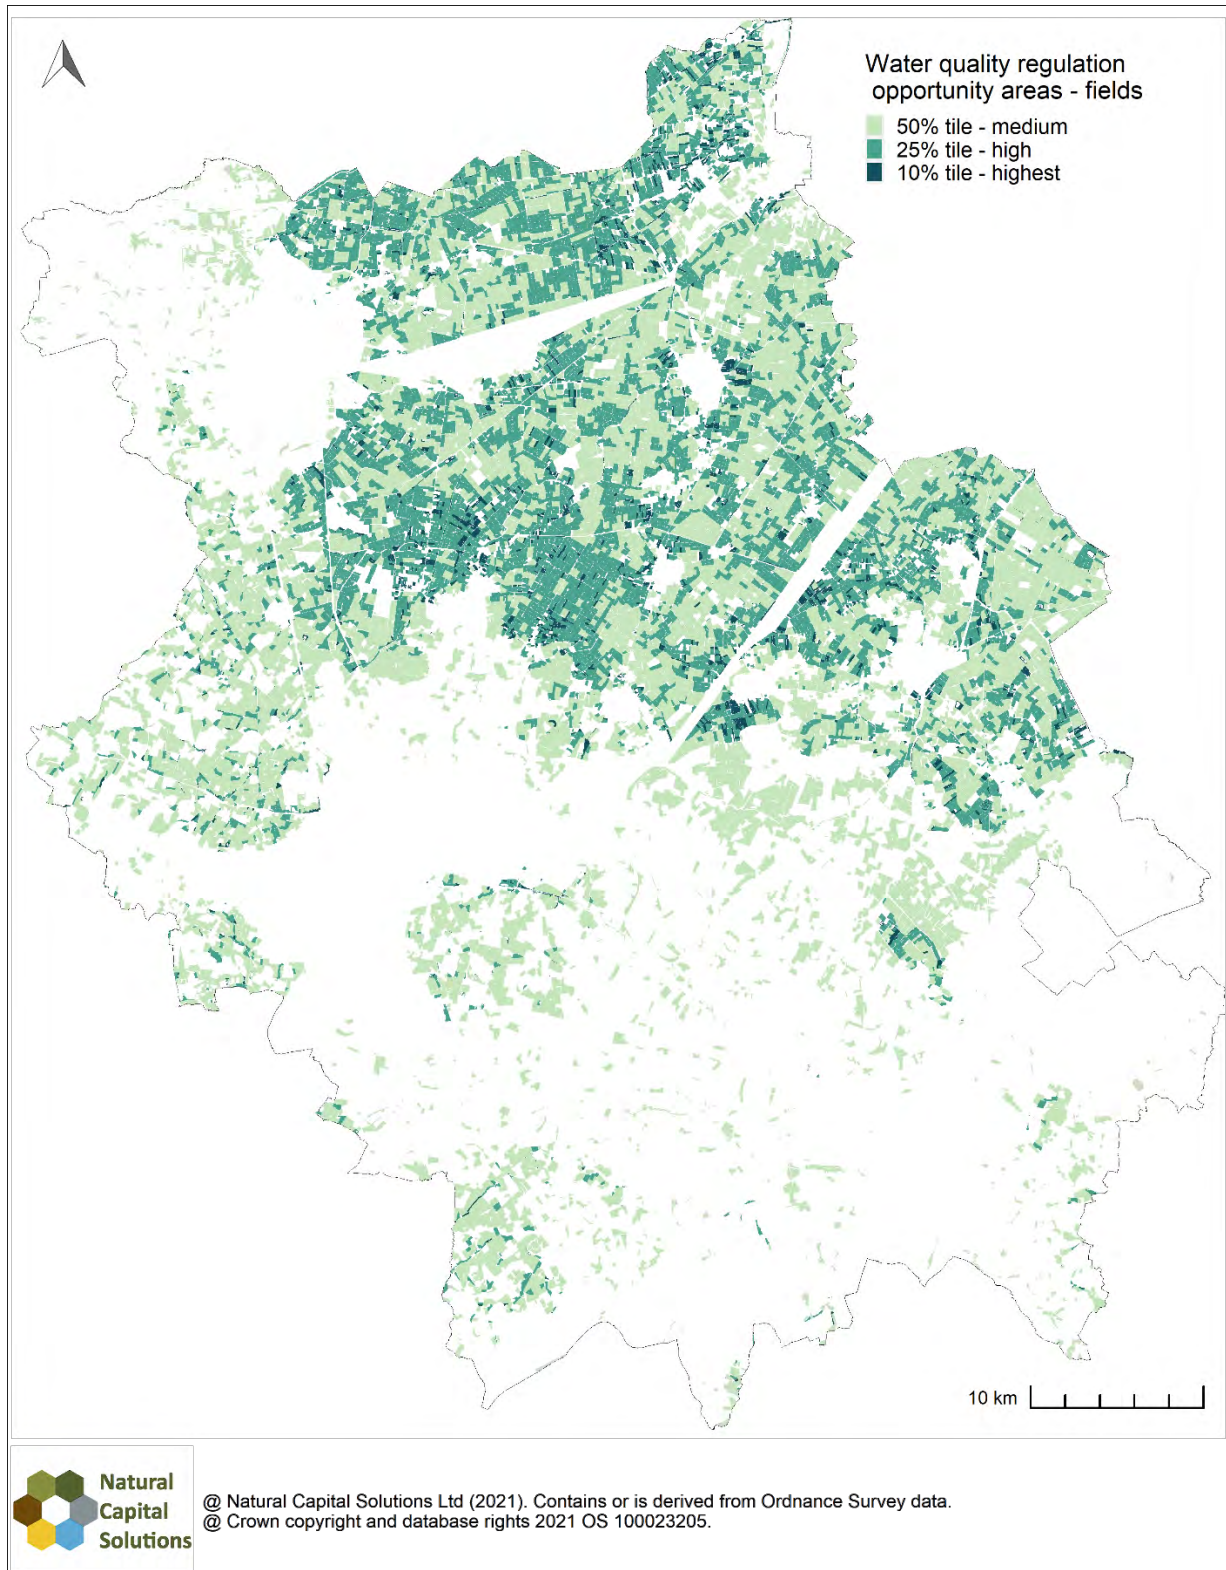 Water quality regulation
opportunity areas - fields
50% tile - medium
25% tile - high
10% tile - highest
10 km
Natural
Capital
Solutions
@ Natural Capital Solutions Ltd (2021). Contains or is derived from Ordnance Survey data.
@ Crown copyright and database rights 2021 OS 100023205.